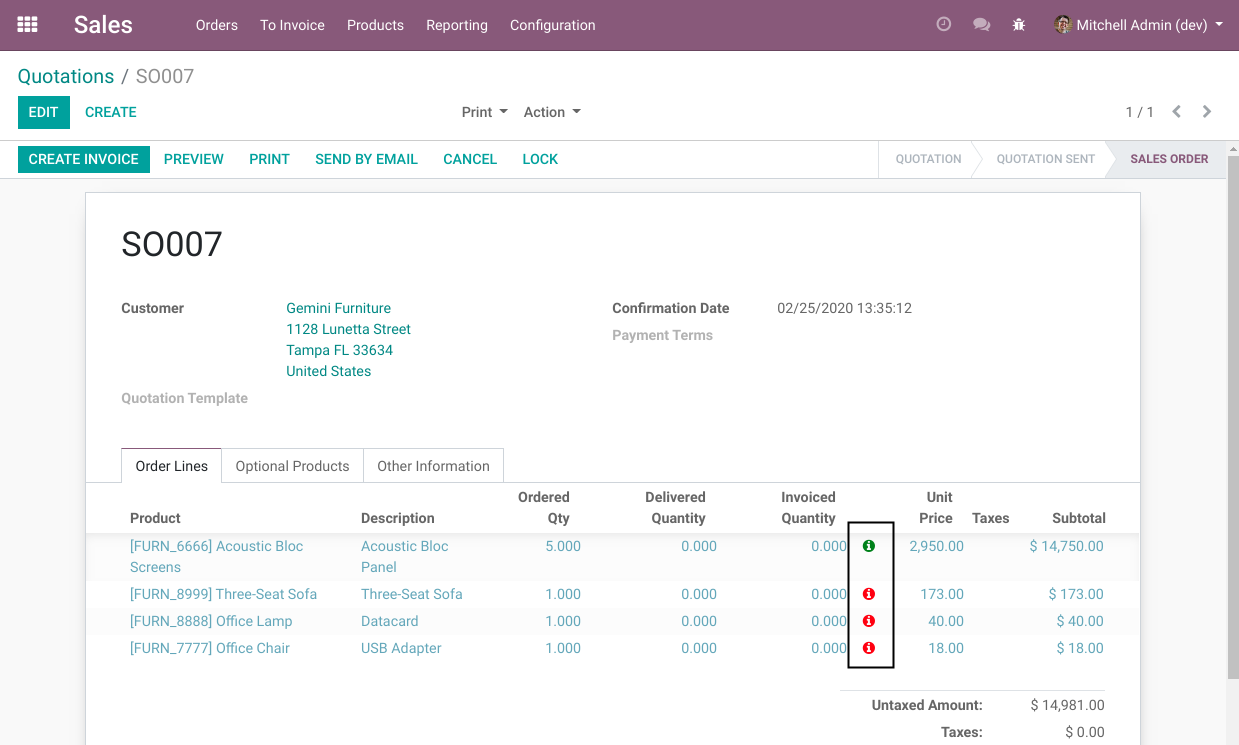 Sales Orders To Invoice Products Reporting Configuration Mitchell Admin (dev)
Quotations / SO007
EDIT CREATE Print Action 1 / 1
CREATE INVOICE PREVIEW PRINT SEND BY EMAIL CANCEL LOCK QUOTATION QUOTATION SENT SALES ORDER
SO007
Customer Gemini Furniture Confirmation Date 02/25/2020 13:35:12
1128 Lunetta Street Payment Terms
Tampa FL 33634
United States
Quotation Template
Order Lines Optional Products Other Information
Ordered Delivered Invoiced Unit
Product Description Qty Quantity Quantity Price Taxes Subtotal
[FURN_6666] Acoustic Bloc Acoustic Bloc 5.000 0.000 0.000 2,950.00 $ 14,750.00
Screens Panel
[FURN_8999] Three-Seat Sofa Three-Seat Sofa 1.000 0.000 0.000 173.00 $ 173.00
[FURN_8888] Office Lamp Datacard 1.000 0.000 0.000 40.00 $ 40.00
[FURN_7777] Office Chair USB Adapter 1.000 0.000 0.000 18.00 $ 18.00
Untaxed Amount: $ 14,981.00
Taxes: $ 0.00